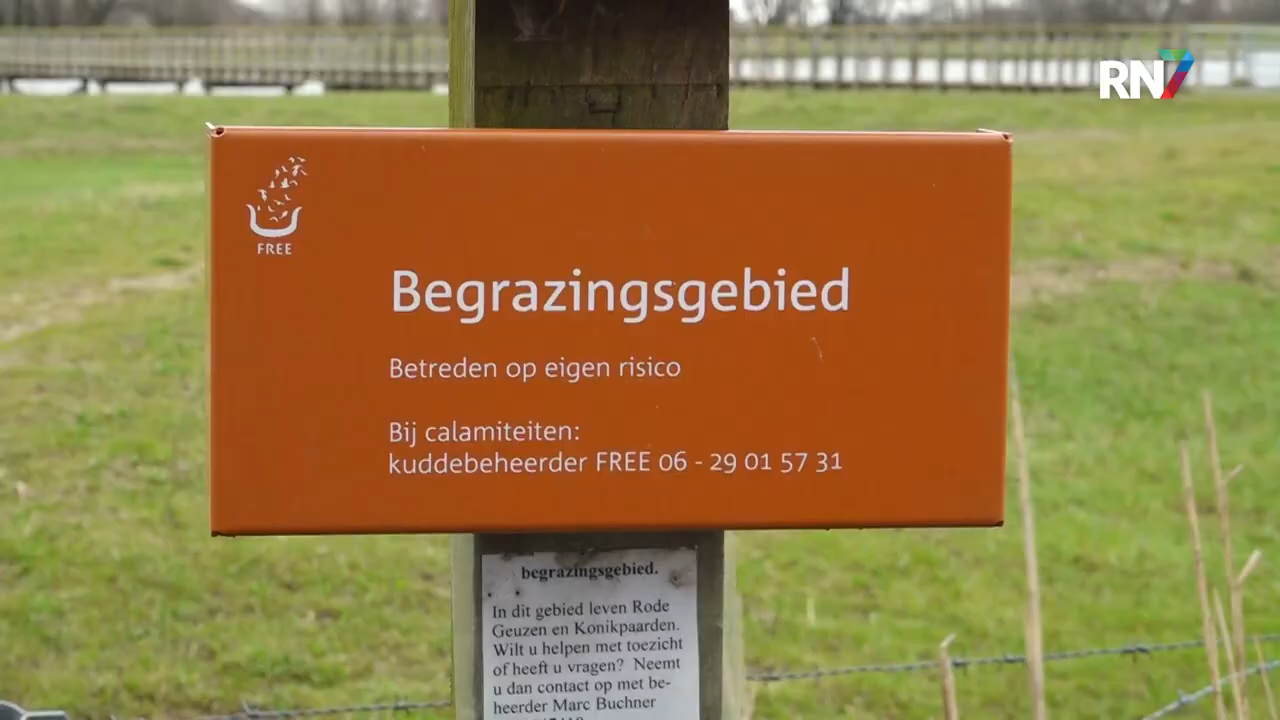 RN7
FREE
Begrazingsgebied
Betreden op eigen risico
Bij calamiteiten:
kuddebeheerder FREE 06 - 29 01 57 31
begrazingsgebied.
In dit gebied leven Rode
Geuzen en Konikpaarden.
Wilt u helpen met toezicht
of heeft u vragen? Neemt
u dan contact op met be-
heerder Marc Buchner